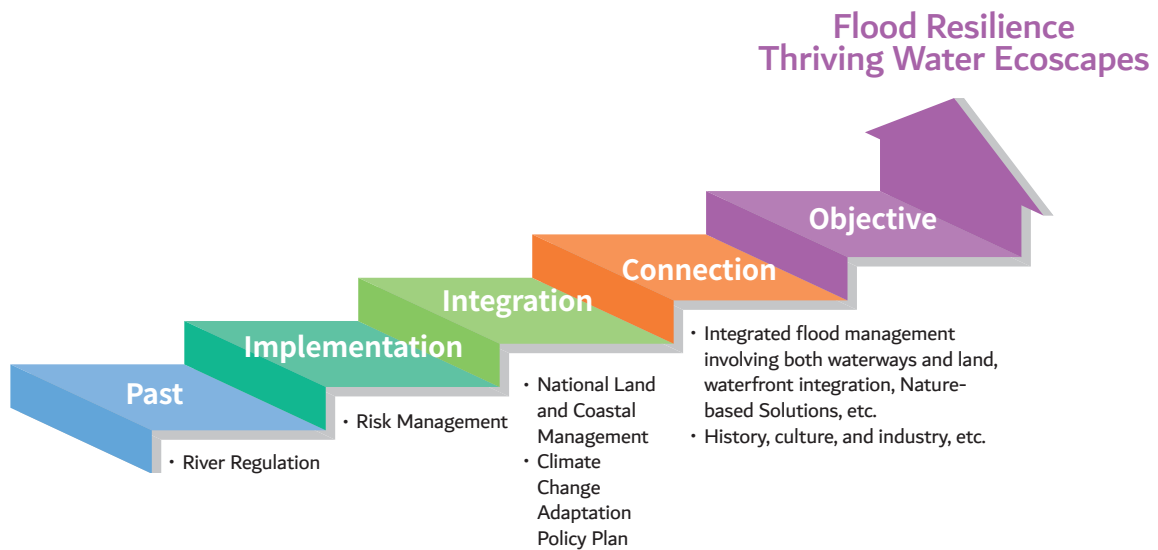 Flood Resilience
Thriving Water Ecoscapes
Objective
Connection
Integration
Implementation
Past
• River Regulation
• Risk Management
• National Land
and Coastal
Management
• Climate
Change
Adaptation
Policy Plan
• Integrated flood management
involving both waterways and land,
waterfront integration, Nature-
based Solutions, etc.
• History, culture, and industry, etc.